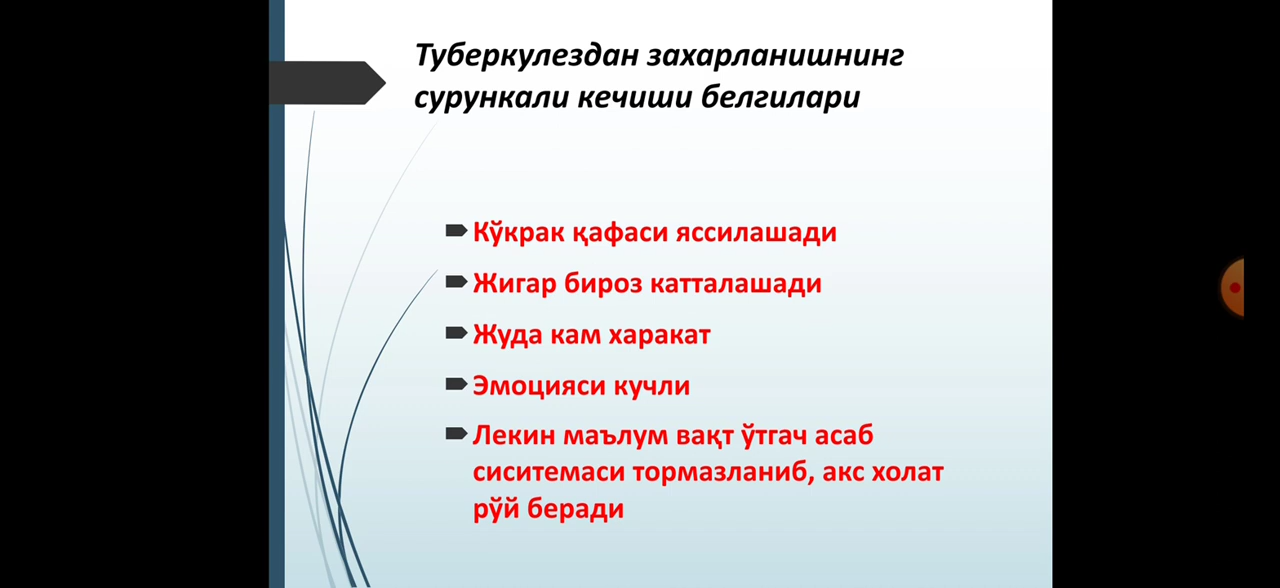 Туберкулездан захарланишнинг
сурункали кечиши белгилари
Кўкрак қафаси яссилашади
Жигар бироз катталашади
Жуда кам харакат
Эмоцияси кучли
Лекин маълум вақт ўтгач асаб
сиситемаси тормазланиб, акс холат
рўй беради